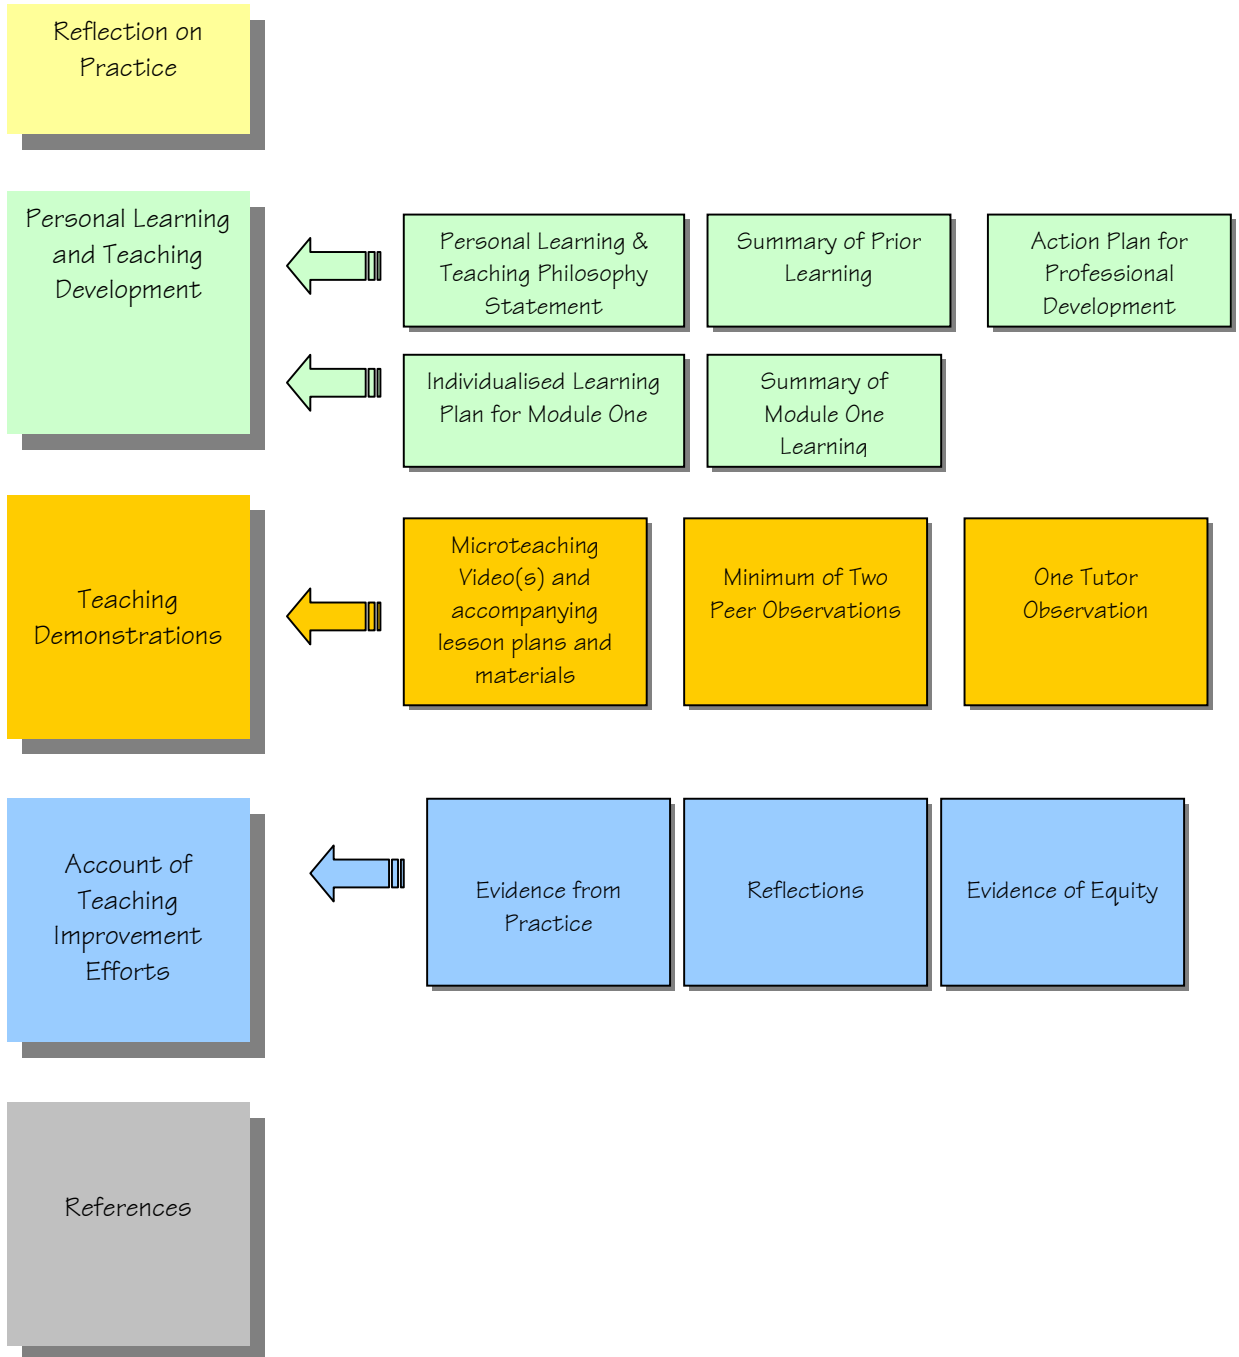 Reflection on
Practice
Personal Learning
and Teaching
Development
Personal Learning &
Teaching Philosophy
Statement
Summary of Prior
Learning
Action Plan for
Professional
Development
Individualised Learning
Plan for Module One
Summary of
Module One
Learning
Teaching
Demonstrations
Microteaching
Video(s) and
accompanying
lesson plans and
materials
Minimum of Two
Peer Observations
One Tutor
Observation
Account of
Teaching
Improvement
Efforts
Evidence from
Practice
Reflections
Evidence of Equity
References